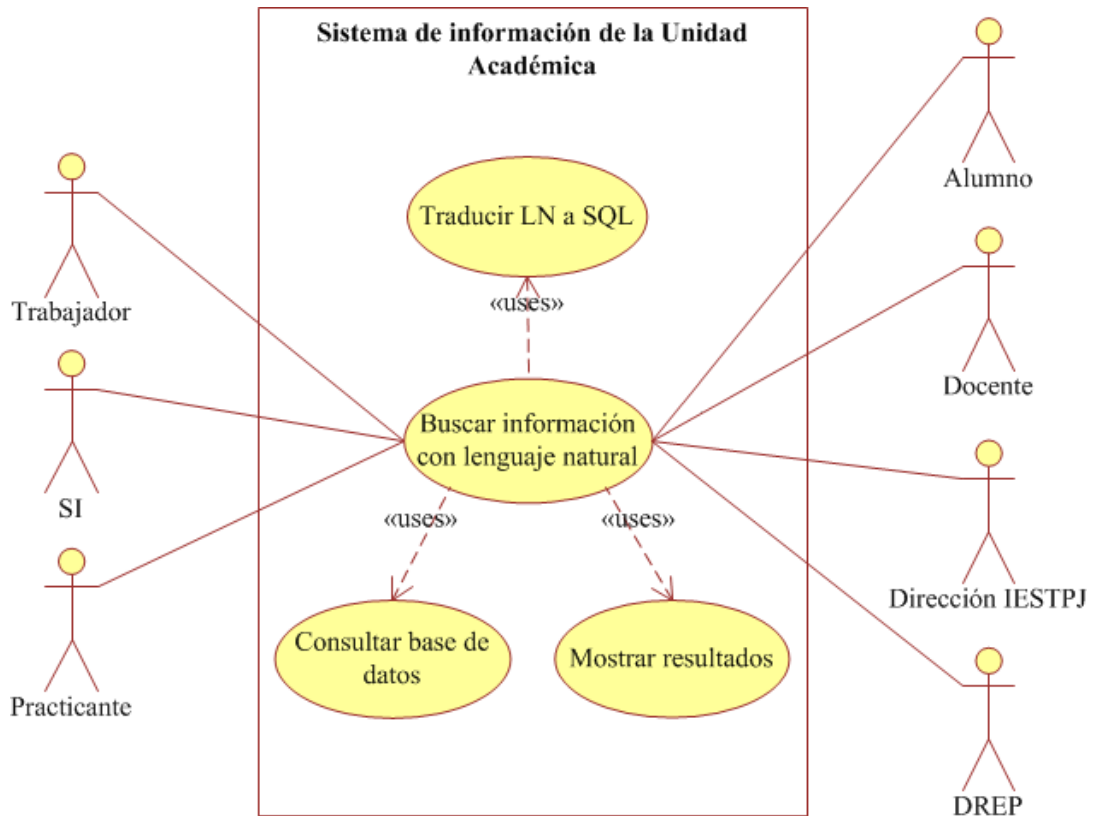 Sistema de información de la Unidad
Académica
Alumno
Traducir LN a SQL
Trabajador
«uses»
Docente
Buscar información
con lenguaje natural
SI
«uses»
«uses»
Dirección IESTPJ
Consultar base de
datos
Mostrar resultados
Practicante
DREP